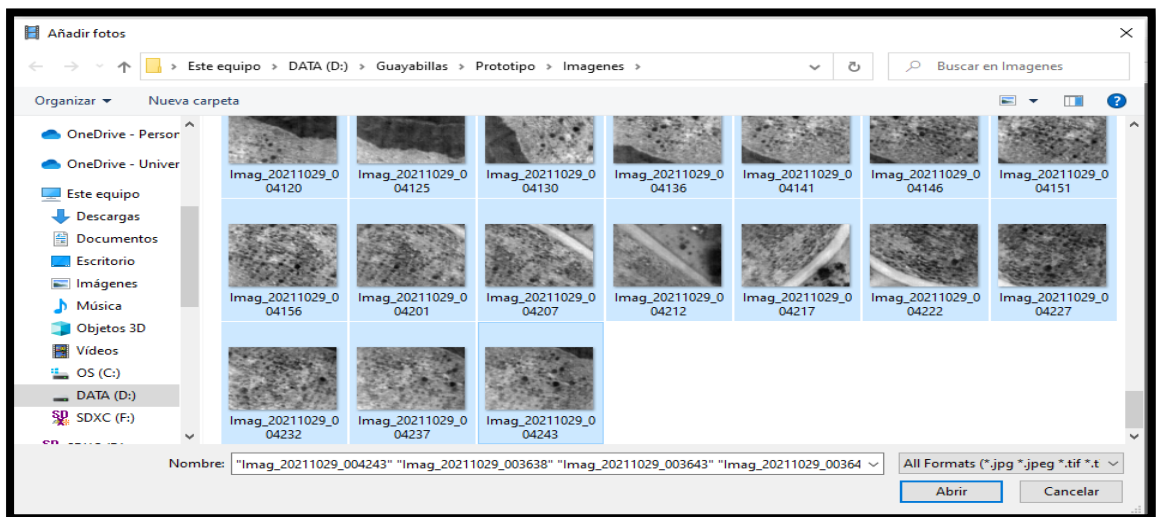 Añadir fotos
Este equipo > DATA (D:) > Guayabillas > Prototipo > Imagenes >
Buscar en Imagenes
Organizar
Nueva carpeta
OneDrive - Person
OneDrive - Univer
Este equipo
Descargas
Documentos
Escritorio
Imágenes
Música
Objetos 3D
Vídeos
OS (C:)
DATA (D:)
SDXC (F:)
Imag_20211029_0
04120
Imag_20211029_0
04125
Imag_20211029_0
04130
Imag_20211029_0
04136
Imag_20211029_0
04141
Imag_20211029_0
04146
Imag_20211029_0
04151
Imag_20211029_0
04156
Imag_20211029_0
04201
Imag_20211029_0
04207
Imag_20211029_0
04212
Imag_20211029_0
04217
Imag_20211029_0
04222
Imag_20211029_0
04227
Imag_20211029_0
04232
Imag_20211029_0
04237
Imag_20211029_0
04243
Nombre: "Imag_20211029_004243" "Imag_20211029_003638" "Imag_20211029_003643" "Imag_20211029_00364
All Formats (*.jpg *.jpeg *.tif *.t
Abrir
Cancelar